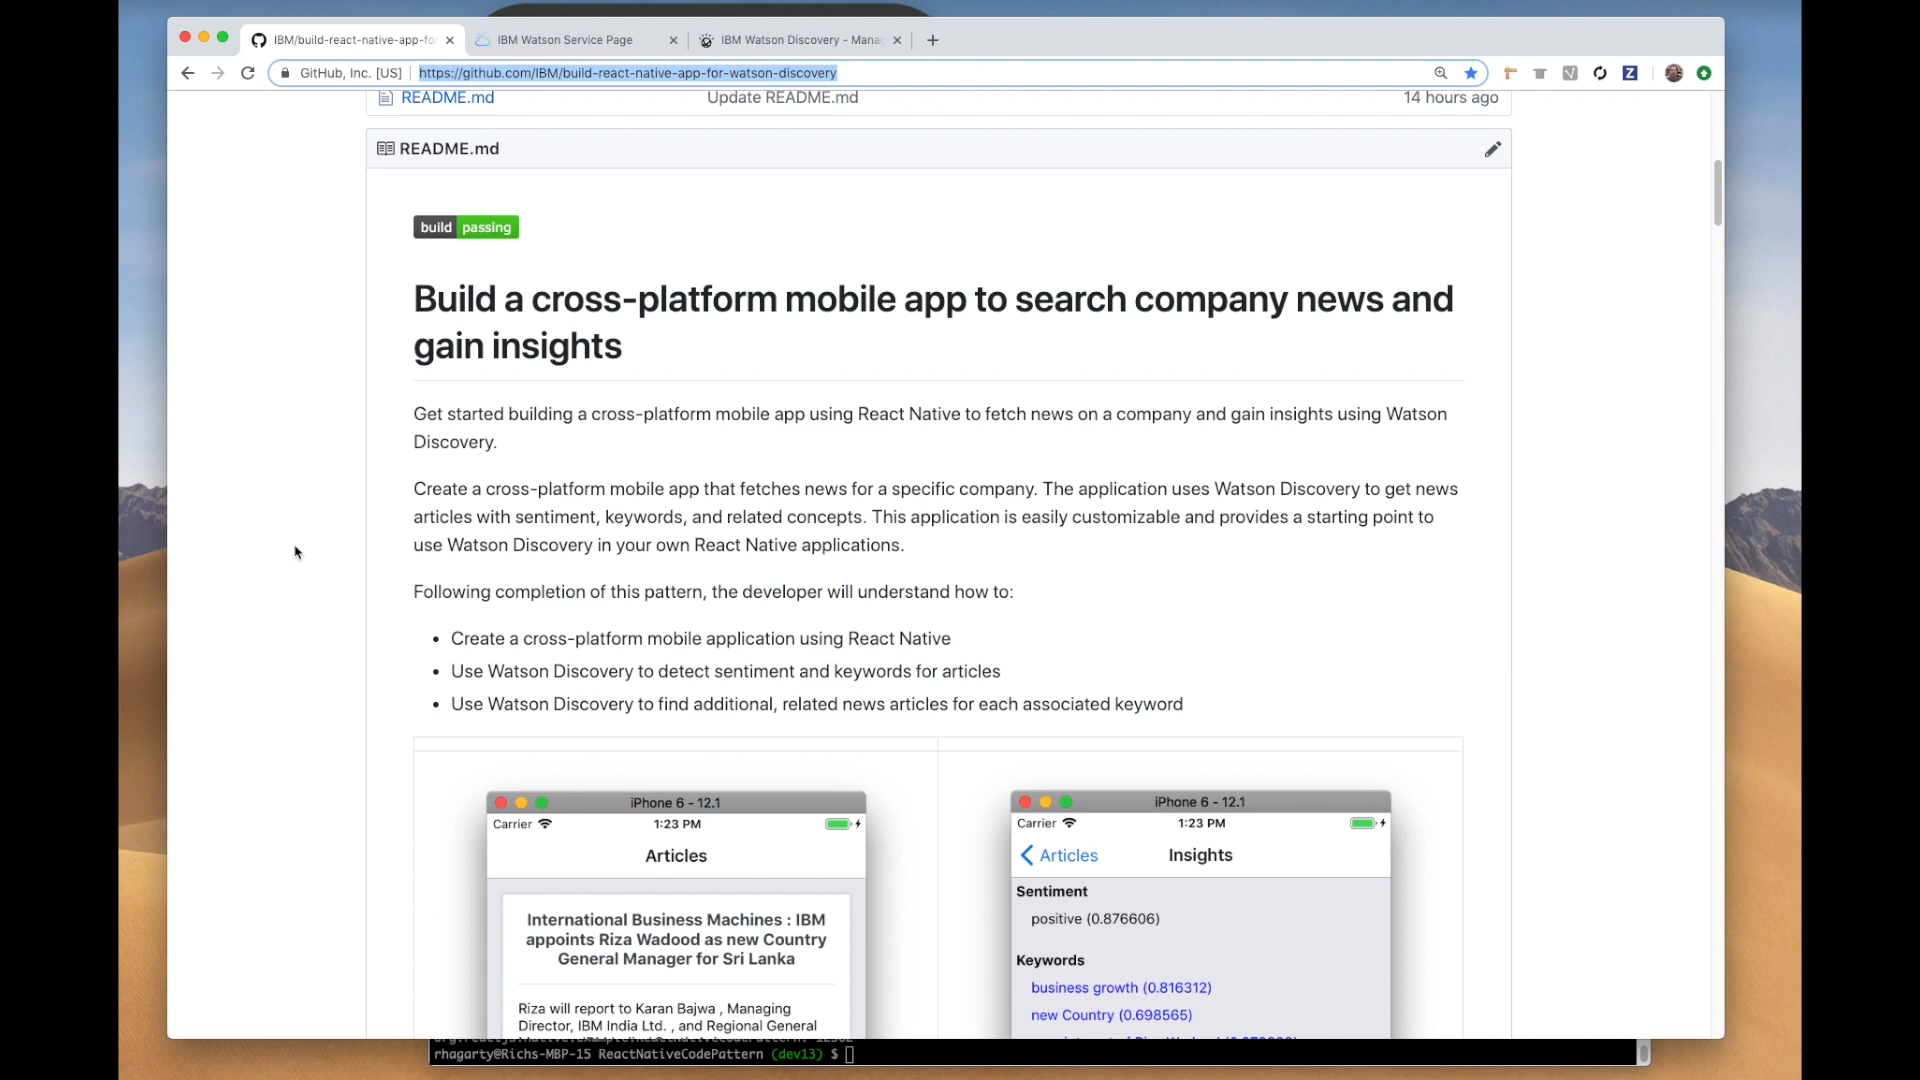 IBM/build-react-native-app-fo
IBM Watson Service Page
IBM Watson Discovery - Mana
GitHub, Inc. [US]
https://github.com/IBM/build-react-native-app-for-watson-discovery
README.md
Update README.md
14 hours ago
README.md
build passing
Build a cross-platform mobile app to search company news and
gain insights
Get started building a cross-platform mobile app using React Native to fetch news on a company and gain insights using Watson
Discovery.
Create a cross-platform mobile app that fetches news for a specific company. The application uses Watson Discovery to get news
articles with sentiment, keywords, and related concepts. This application is easily customizable and provides a starting point to
use Watson Discovery in your own React Native applications.
Following completion of this pattern, the developer will understand how to:
• Create a cross-platform mobile application using React Native
• Use Watson Discovery to detect sentiment and keywords for articles
• Use Watson Discovery to find additional, related news articles for each associated keyword
iPhone 6 - 12.1
Carrier
1:23 PM
Articles
International Business Machines : IBM
appoints Riza Wadood as new Country
General Manager for Sri Lanka
Riza will report to Karan Bajwa , Managing
Director, IBM India Ltd. , and Regional General
iPhone 6 - 12.1
Carrier
1:23 PM
Articles
Insights
Sentiment
positive (0.876606)
Keywords
business growth (0.816312)
new Country (0.698565)
rhagarty@Richs-MBP-15 ReactNativeCodePattern (dev13) $